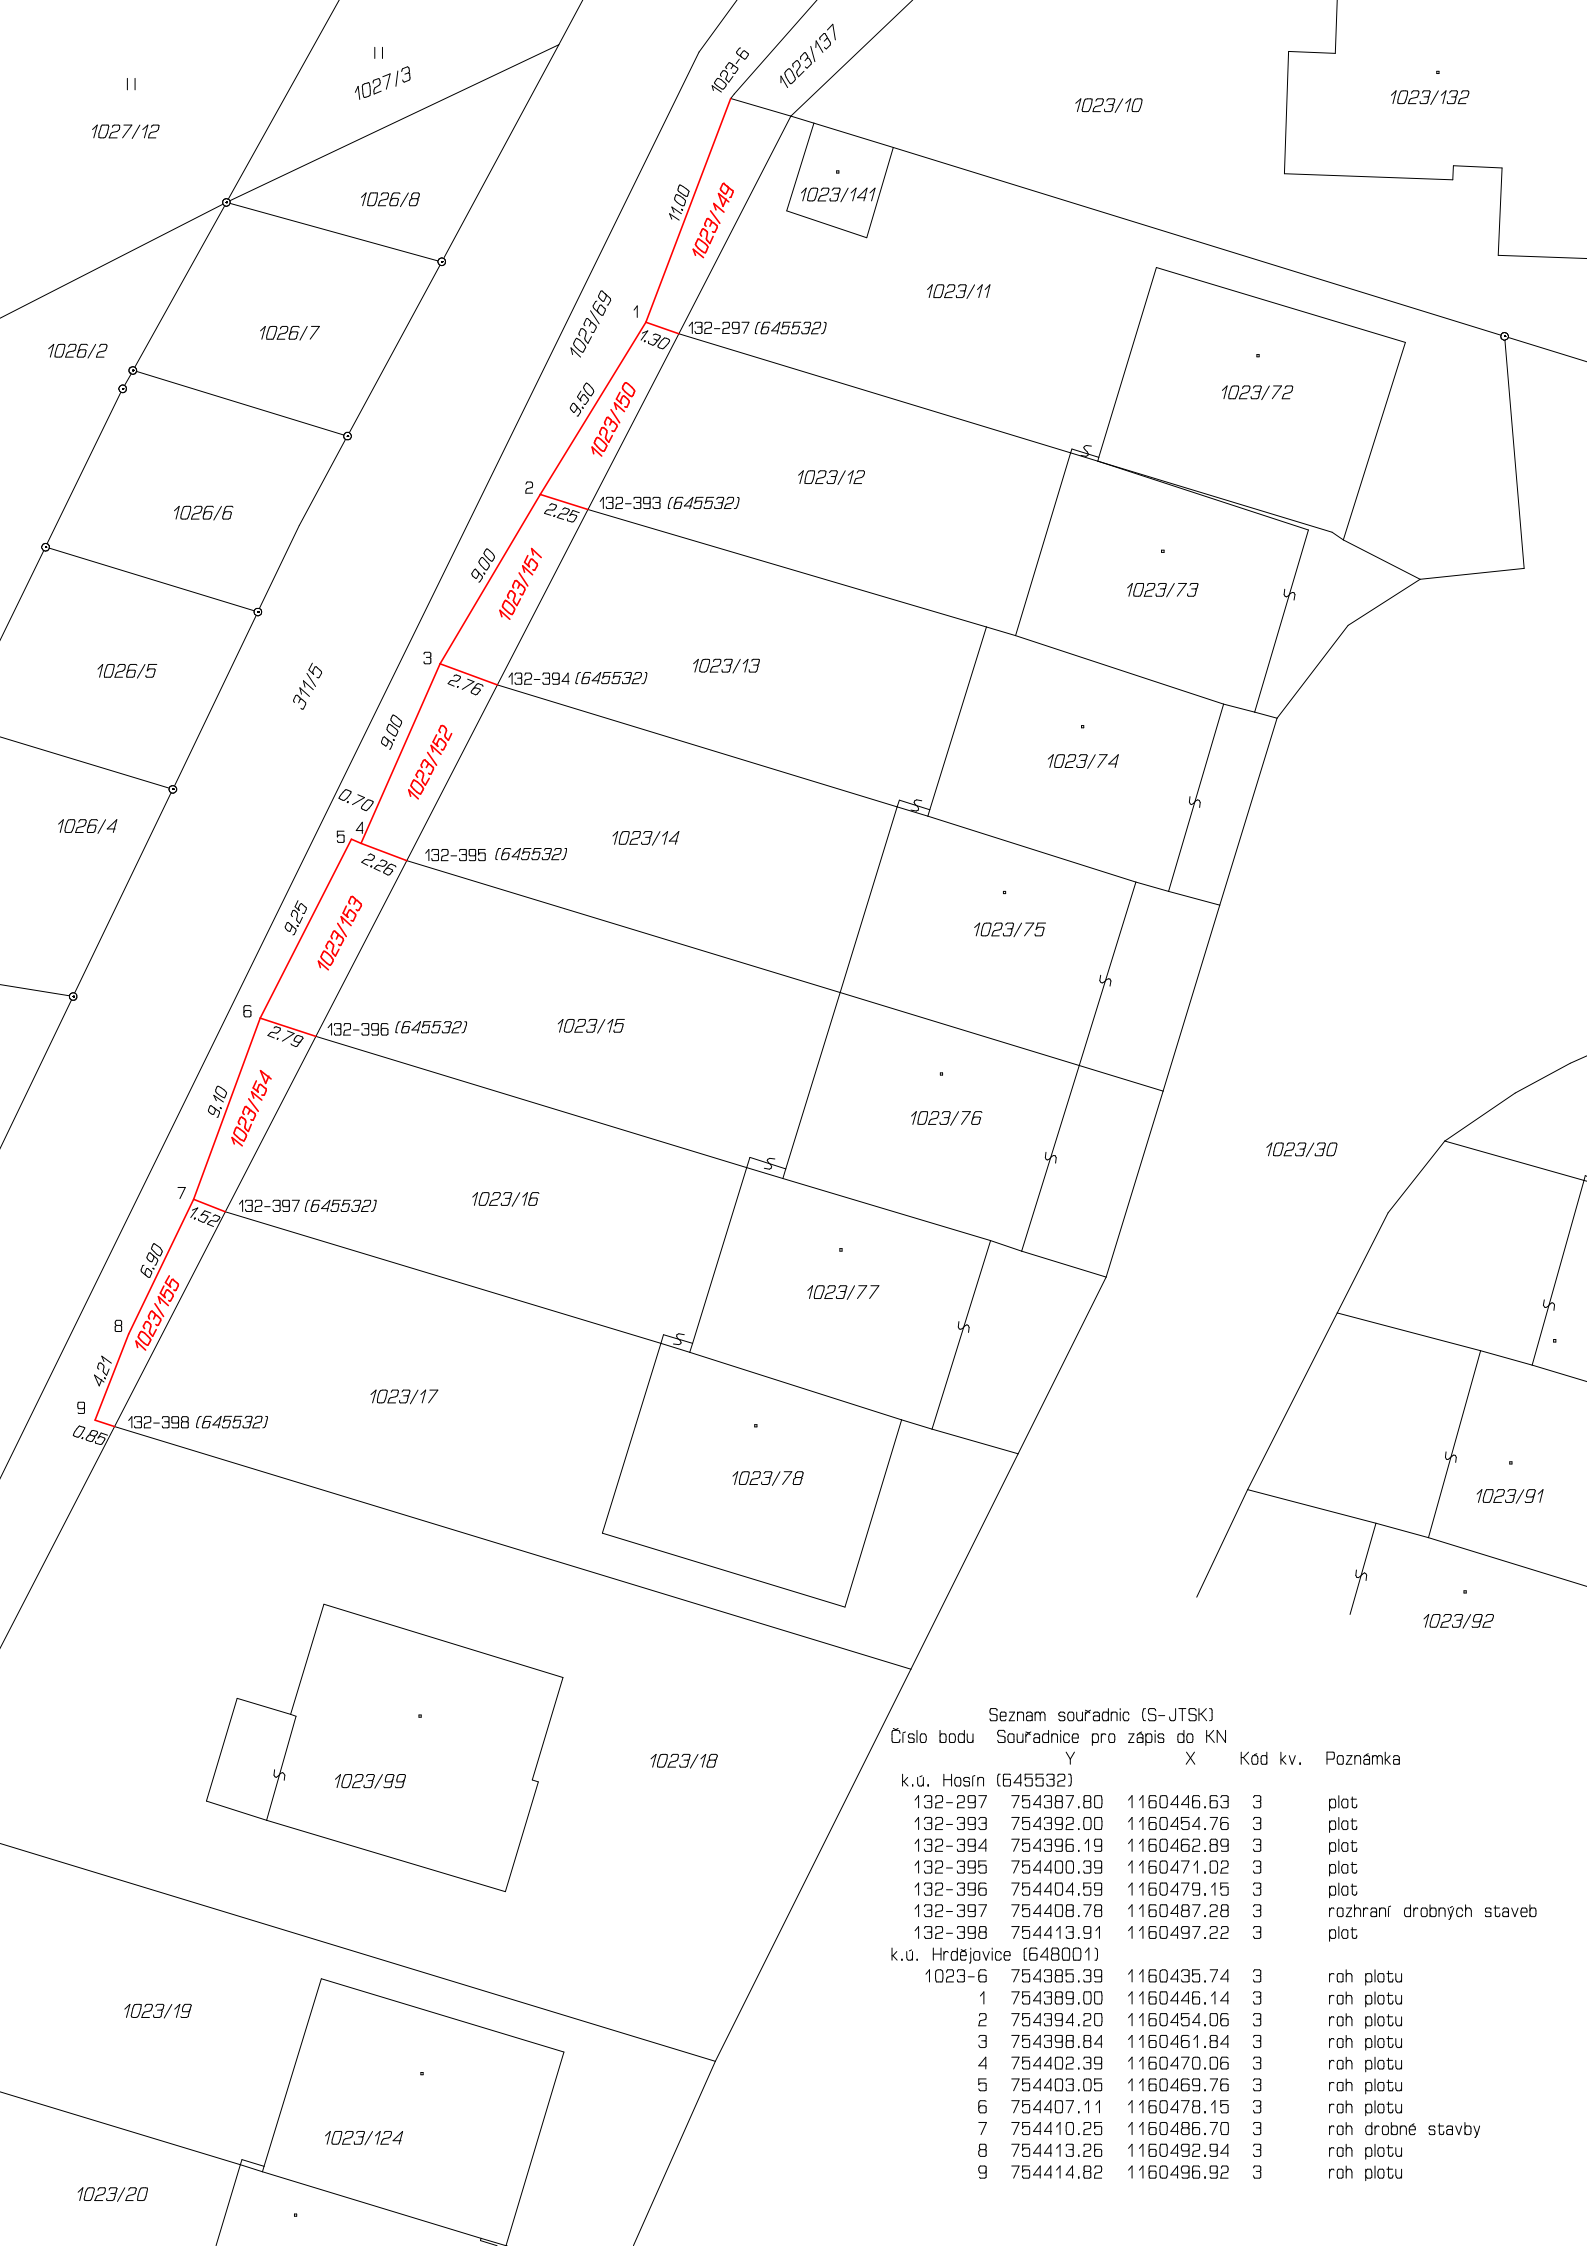 1023-6
1023/137
1027/3
1027/12
1023/10
1023/132
1026/8
11.00
1023/149
1023/141
1023/11
1023/69
1
132-297 (645532)
1.30
1026/7
1026/2
9.50
1023/150
1023/72
S
1023/12
2
132-393 (645532)
2.25
1026/6
9.00
1023/151
1023/73
S
3
132-394 (645532)
2.76
1023/13
1026/5
311/5
9.00
1023/152
1023/74
S
0.70
S
1026/4
4
5
1023/14
132-395 (645532)
2.26
9.25
1023/153
1023/75
S
6
132-396 (645532)
2.79
1023/15
9.10
1023/154
1023/76
1023/30
S
S
7
132-397 (645532)
1.52
1023/16
6.90
1023/155
1023/77
S
8
S
S
4.21
9
132-398 (645532)
0.85
1023/17
1023/78
S
1023/91
S
1023/92
1023/18
S
1023/99
Seznam souřadnic (S-JTSK)
Číslo bodu Souřadnice pro zápis do KN
Y X Kód kv. Poznámka
k.ú. Hosín (645532)
132-297 754387.80 1160446.63 3 plot
132-393 754392.00 1160454.76 3 plot
132-394 754396.19 1160462.89 3 plot
132-395 754400.39 1160471.02 3 plot
132-396 754404.59 1160479.15 3 plot
132-397 754408.78 1160487.28 3 rozhraní drobných staveb
132-398 754413.91 1160497.22 3 plot
k.ú. Hrdějovice (648001)
1023-6 754385.39 1160435.74 3 roh plotu
1 754389.00 1160446.14 3 roh plotu
2 754394.20 1160454.06 3 roh plotu
3 754398.84 1160461.84 3 roh plotu
4 754402.39 1160470.06 3 roh plotu
5 754403.05 1160469.76 3 roh plotu
6 754407.11 1160478.15 3 roh plotu
7 754410.25 1160486.70 3 roh drobné stavby
8 754413.26 1160492.94 3 roh plotu
9 754414.82 1160496.92 3 roh plotu
1023/19
1023/124
1023/20